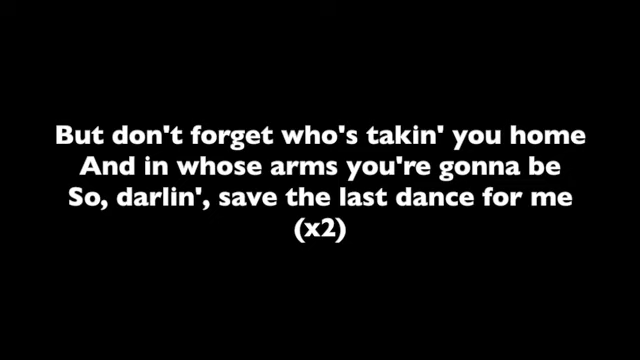 But don't forget who's takin' you home
And in whose arms you're gonna be
So, darlin', save the last dance for me
(x2)